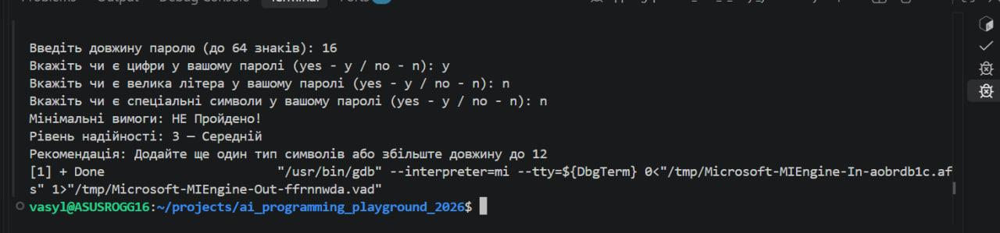 Terminal
Введіть довжину паролю (до 64 знаків): 16
Вкажіть чи є цифри у вашому паролі (yes - y / no - n): y
Вкажіть чи є велика літера у вашому паролі (yes - y / no - n): n
Вкажіть чи є спеціальні символи у вашому паролі (yes - y / no - n): n
Мінімальні вимоги: НЕ Пройдено!
Рівень надійності: 3 — Середній
Рекомендація: Додайте ще один тип символів або збільште довжину до 12
[1] + Done "/usr/bin/gdb" --interpreter=mi --tty=${DbgTerm} 0<"/tmp/Microsoft-MIEngine-In-aobrdb1c.af
s" 1>"/tmp/Microsoft-MIEngine-Out-ffrnnwda.vad"
vasyl@ASUSROGG16:~/projects/ai_programming_playground_2026$